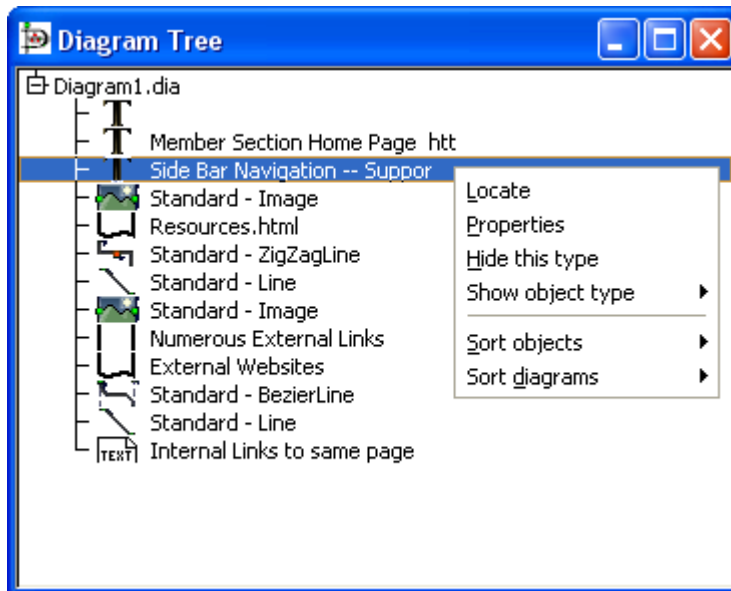 Diagram Tree
Diagram1.dia
T
T Member Section Home Page htt
T Side Bar Navigation -- Suppor
Standard - Image
Resources.html
Standard - ZigZagLine
Standard - Line
Standard - Image
Numerous External Links
External Websites
Standard - BezierLine
Standard - Line
TEXT Internal Links to same page
Locate
Properties
Hide this type
Show object type
Sort objects
Sort diagrams